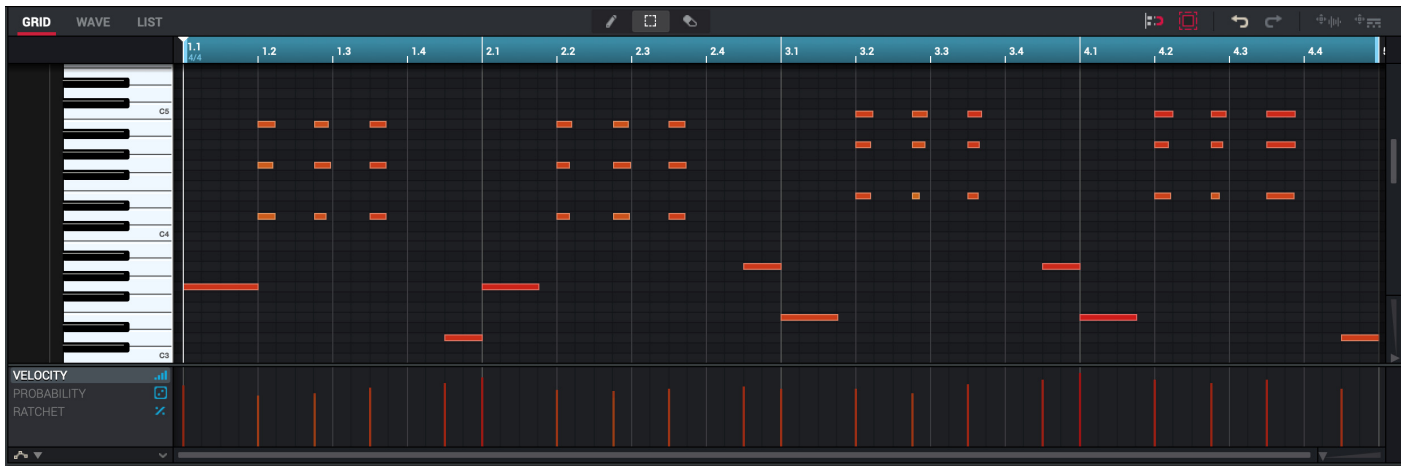 GRID WAVE LIST
1.1 1.2 1.3 1.4 2.1 2.2 2.3 2.4 3.1 3.2 3.3 3.4 4.1 4.2 4.3 4.4
4/4
C5
C4
C3
VELOCITY
PROBABILITY
RATCHET